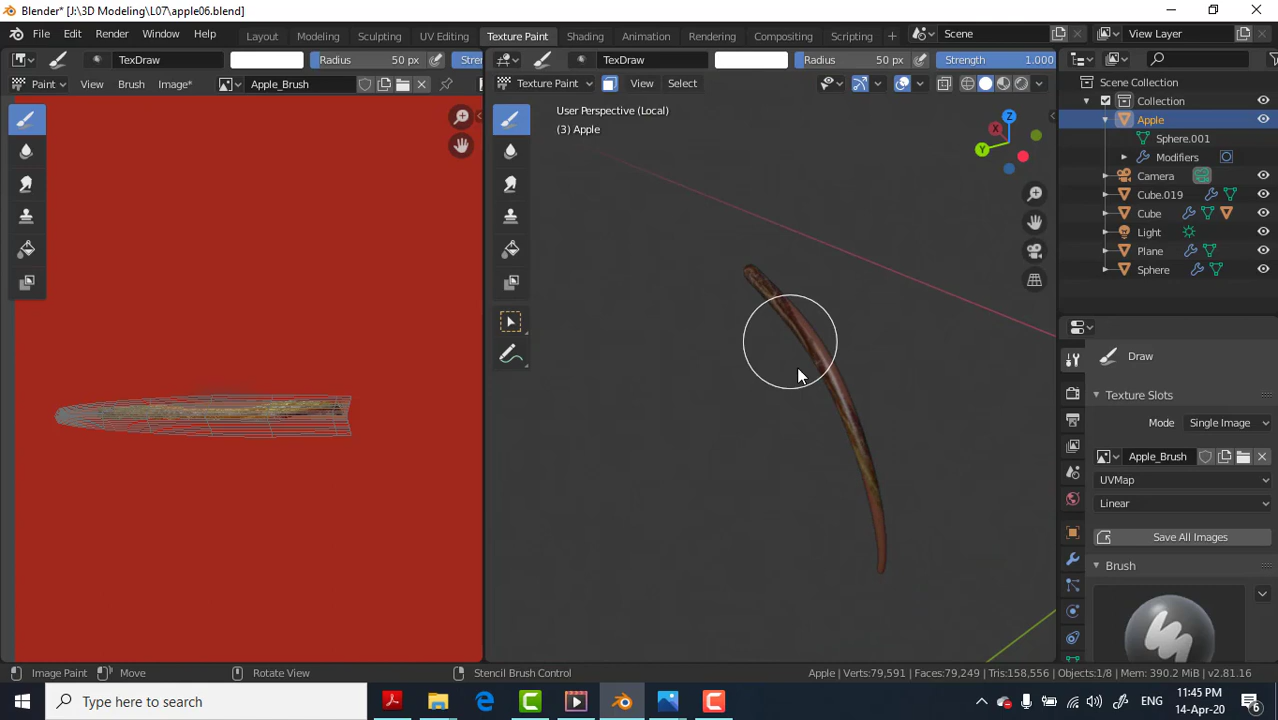 Blender* [J:\3D Modeling\L07\apple06.blend]
File Edit Render Window Help Layout Modeling Sculpting UV Editing Texture Paint Shading Animation Rendering Compositing Scripting + Scene View Layer
TexDraw Radius 50 px Stre
TexDraw Radius 50 px Strength 1.000
Paint View Brush Image* Apple_Brush
Texture Paint View Select
User Perspective (Local)
(3) Apple
Z
X
Y
Scene Collection
Collection
Apple
Sphere.001
Modifiers
Camera
Cube.019
Cube
Light
Plane
Sphere
Draw
Texture Slots
Mode Single Image
Apple_Brush
UVMap
Linear
Save All Images
Brush
Image Paint Move Rotate View Stencil Brush Control Apple | Verts:79,591 | Faces:79,249 | Tris:158,556 | Objects:1/8 | Mem: 390.2 MiB | v2.81.16
Type here to search
ENG
11:45 PM
14-Apr-20
6